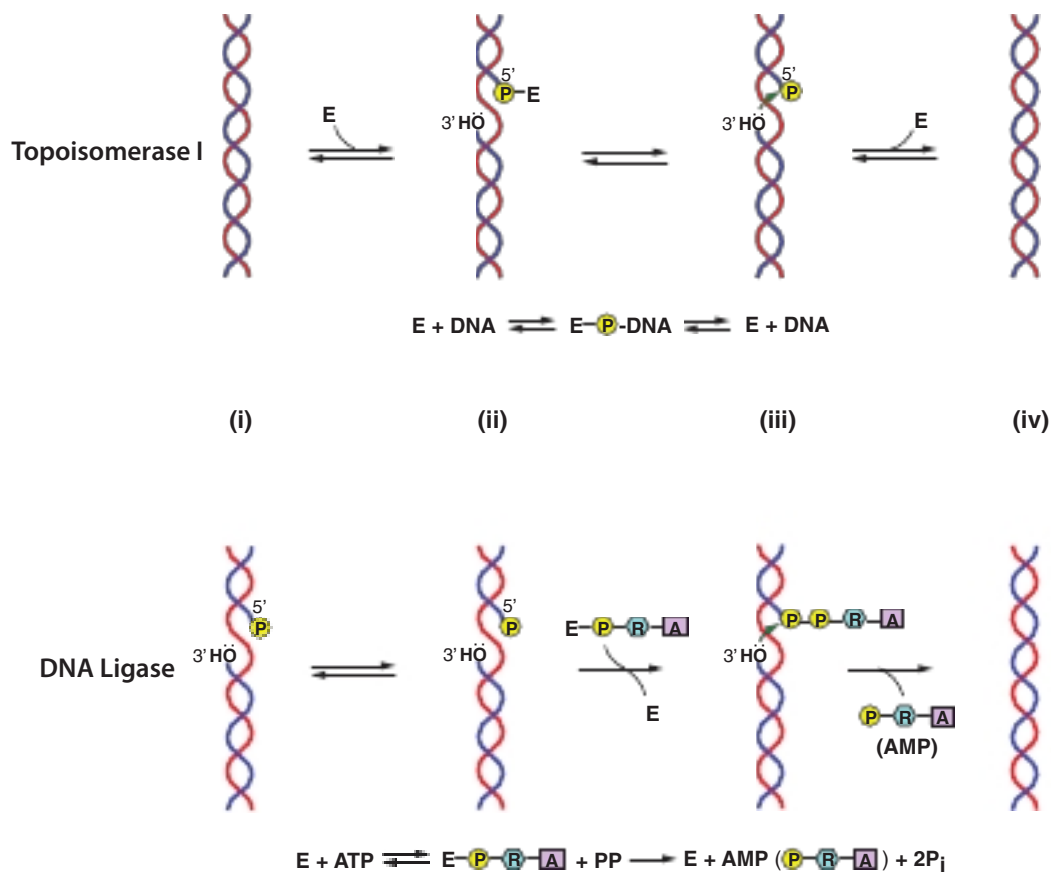 5'
P E
3' HÖ
E
Topoisomerase I
5'
P
3' HÖ
E
E + DNA E P -DNA E + DNA
(i) (ii) (iii) (iv)
5'
P
3' HÖ
DNA Ligase
5'
P
3' HÖ
E P R A
E
P P R A
3' HÖ
P R A
(AMP)
E + ATP E P R A + PP E + AMP ( P R A ) + 2Pi